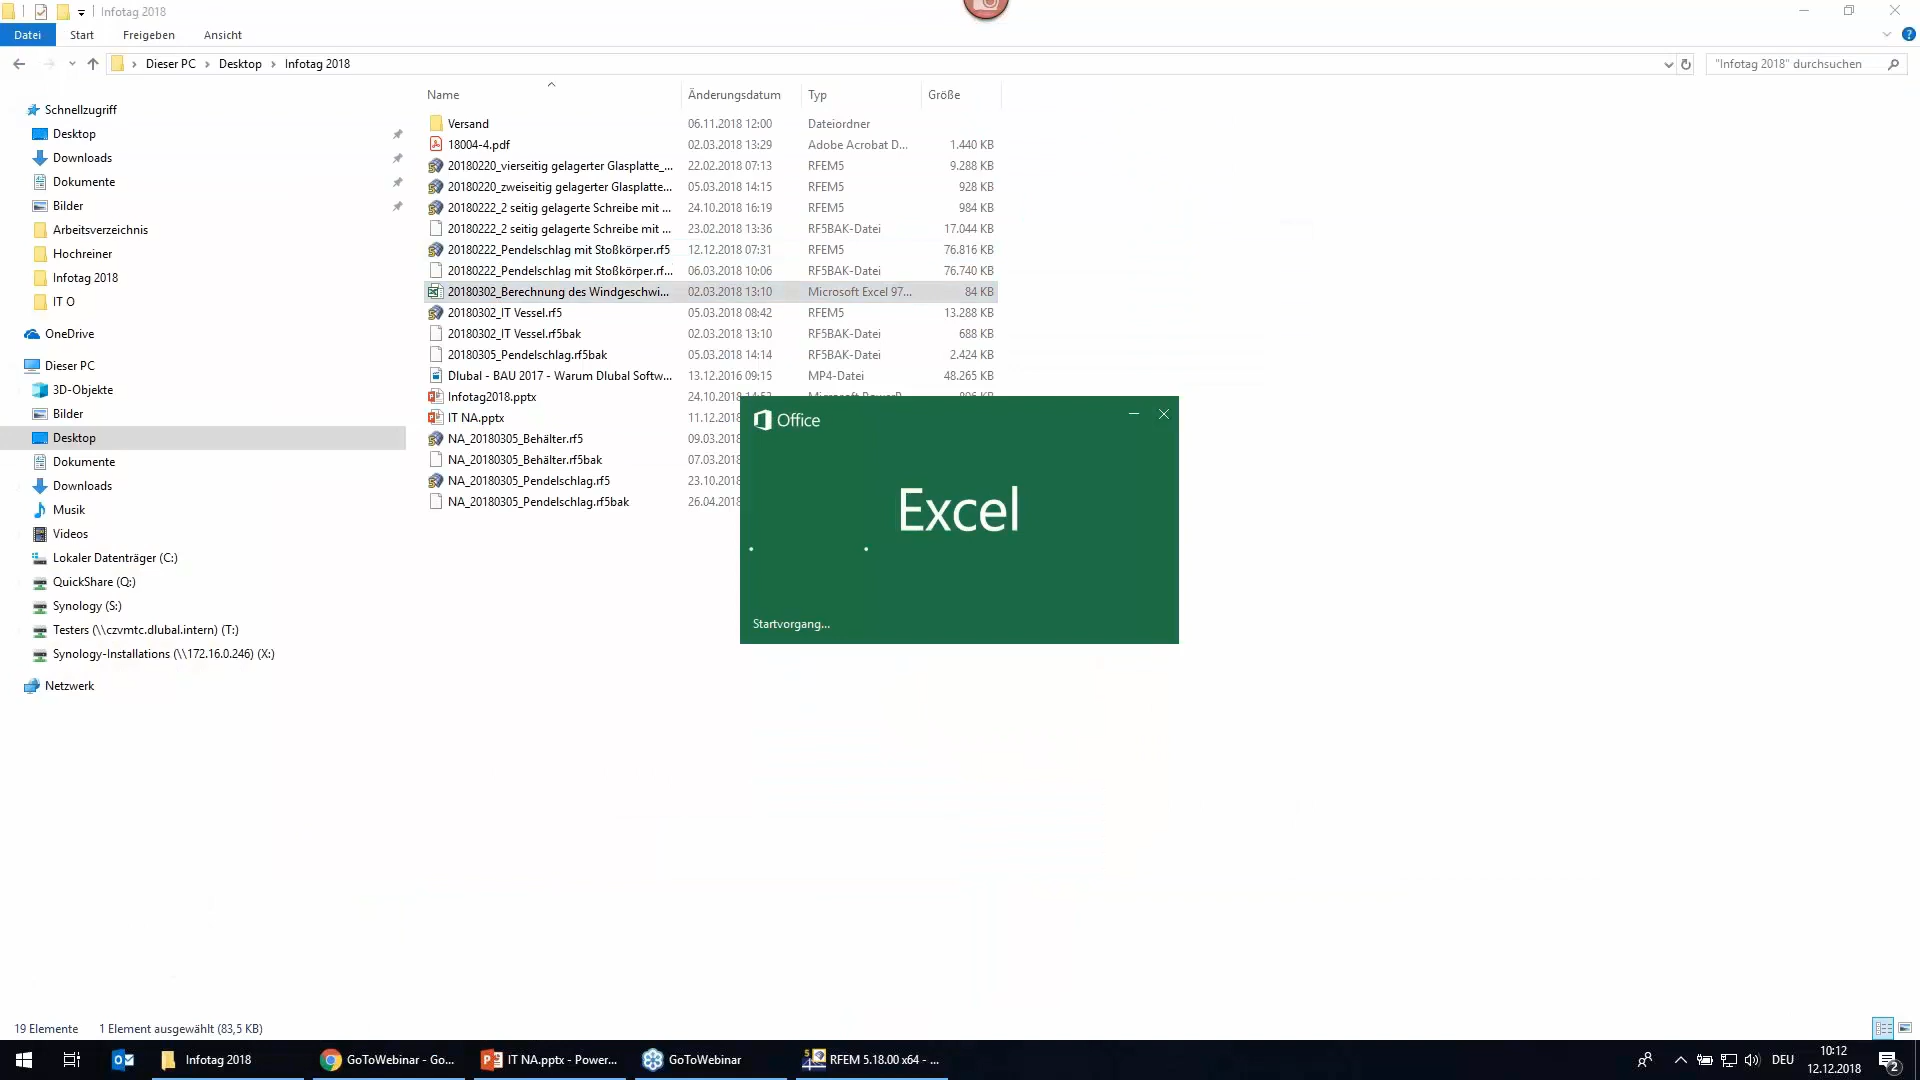 Infotag 2018
Datei Start Freigeben Ansicht
Dieser PC Desktop Infotag 2018 "Infotag 2018" durchsuchen
Name Änderungsdatum Typ Größe
Schnellzugriff
Desktop
Downloads
Dokumente
Bilder
Arbeitsverzeichnis
Hochreiner
Infotag 2018
IT O
OneDrive
Dieser PC
3D-Objekte
Bilder
Desktop
Dokumente
Downloads
Musik
Videos
Lokaler Datenträger (C:)
QuickShare (Q:)
Synology (S:)
Testers (\\czvmtc.dlubal.intern) (T:)
Synology-Installations (\\172.16.0.246) (X:)
Netzwerk
Versand 06.11.2018 12:00 Dateiordner
18004-4.pdf 02.03.2018 13:29 Adobe Acrobat D... 1.440 KB
20180220_vierseitig gelagerter Glasplatte_... 22.02.2018 07:13 RFEM5 9.288 KB
20180220_zweiseitig gelagerter Glasplatte... 05.03.2018 14:15 RFEM5 928 KB
20180222_2 seitig gelagerte Schreibe mit ... 24.10.2018 16:19 RFEM5 984 KB
20180222_2 seitig gelagerte Schreibe mit ... 23.02.2018 13:36 RF5BAK-Datei 17.044 KB
20180222_Pendelschlag mit Stoßkörper.rf5 12.12.2018 07:31 RFEM5 76.816 KB
20180222_Pendelschlag mit Stoßkörper.rf... 06.03.2018 10:06 RF5BAK-Datei 76.740 KB
20180302_Berechnung des Windgeschwi... 02.03.2018 13:10 Microsoft Excel 97... 84 KB
20180302_IT Vessel.rf5 05.03.2018 08:42 RFEM5 13.288 KB
20180302_IT Vessel.rf5bak 02.03.2018 13:10 RF5BAK-Datei 688 KB
20180305_Pendelschlag.rf5bak 05.03.2018 14:14 RF5BAK-Datei 2.424 KB
Dlubal - BAU 2017 - Warum Dlubal Softw... 13.12.2016 09:15 MP4-Datei 48.265 KB
Infotag2018.pptx 24.10.2018
IT NA.pptx 11.12.2018
NA_20180305_Behälter.rf5 09.03.2018
NA_20180305_Behälter.rf5bak 07.03.2018
NA_20180305_Pendelschlag.rf5 23.10.2018
NA_20180305_Pendelschlag.rf5bak 26.04.2018
Office
Excel
Startvorgang...
19 Elemente 1 Element ausgewählt (83,5 KB)
Infotag 2018 GoToWebinar - Go... IT NA.pptx - Power... GoToWebinar RFEM 5.18.00 x64 - ... DEU 10:12
12.12.2018 2